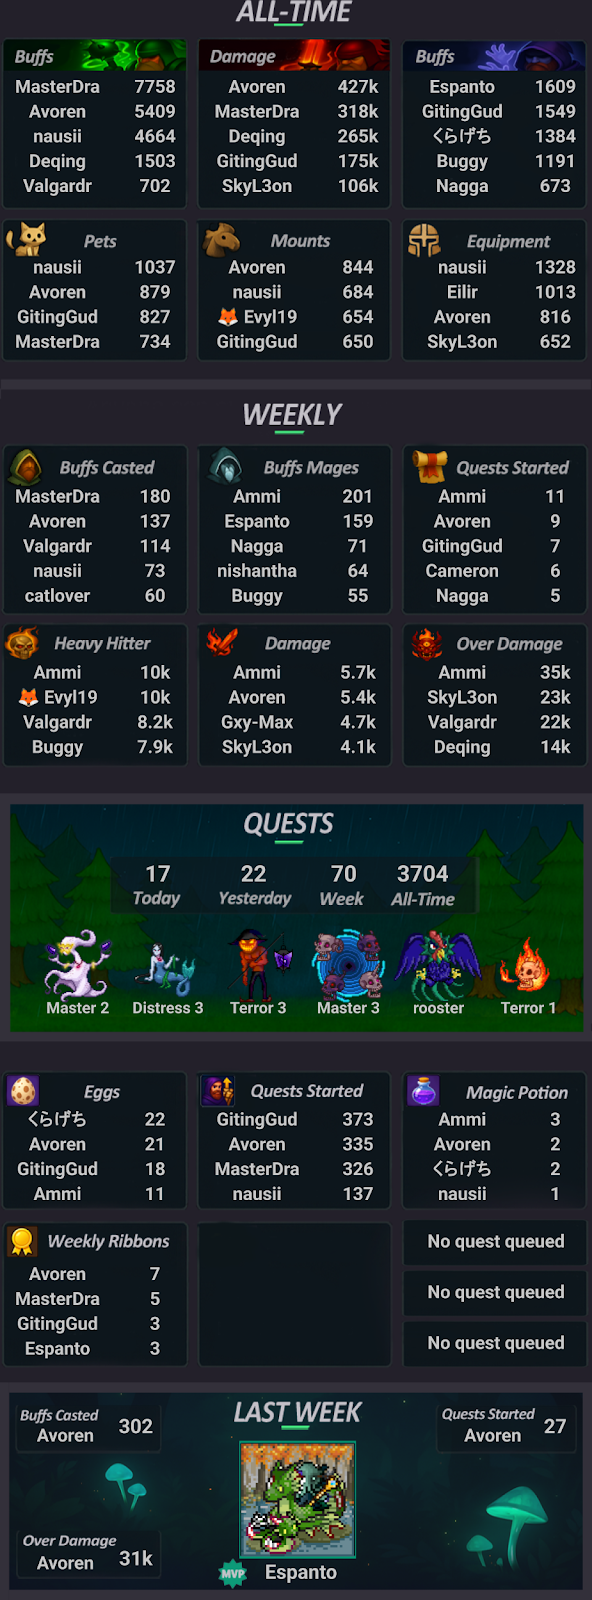 ALL-TIME
Buffs
MasterDra 7758
Avoren 5409
nausii 4664
Deqing 1503
Valgardr 702
Damage
Avoren 427k
MasterDra 318k
Deqing 265k
GitingGud 175k
SkyL3on 106k
Buffs
Espanto 1609
GitingGud 1549
くらげち 1384
Buggy 1191
Nagga 673
Pets
nausii 1037
Avoren 879
GitingGud 827
MasterDra 734
Mounts
Avoren 844
nausii 684
🦊 Evyl19 654
GitingGud 650
Equipment
nausii 1328
Eilir 1013
Avoren 816
SkyL3on 652
WEEKLY
Buffs Casted
MasterDra 180
Avoren 137
Valgardr 114
nausii 73
catlover 60
Buffs Mages
Ammi 201
Espanto 159
Nagga 71
nishantha 64
Buggy 55
Quests Started
Ammi 11
Avoren 9
GitingGud 7
Cameron 6
Nagga 5
Heavy Hitter
Ammi 10k
🦊 Evyl19 10k
Valgardr 8.2k
Buggy 7.9k
Damage
Ammi 5.7k
Avoren 5.4k
Gxy-Max 4.7k
SkyL3on 4.1k
Over Damage
Ammi 35k
SkyL3on 23k
Valgardr 22k
Deqing 14k
QUESTS
17 22 70 3704
Today Yesterday Week All-Time
Master 2 Distress 3 Terror 3 Master 3 rooster Terror 1
Eggs
くらげち 22
Avoren 21
GitingGud 18
Ammi 11
Quests Started
GitingGud 373
Avoren 335
MasterDra 326
nausii 137
Magic Potion
Ammi 3
Avoren 2
くらげち 2
nausii 1
Weekly Ribbons
Avoren 7
MasterDra 5
GitingGud 3
Espanto 3
No quest queued
No quest queued
No quest queued
LAST WEEK
Buffs Casted
Avoren 302
Quests Started
Avoren 27
Over Damage
Avoren 31k
MVP Espanto